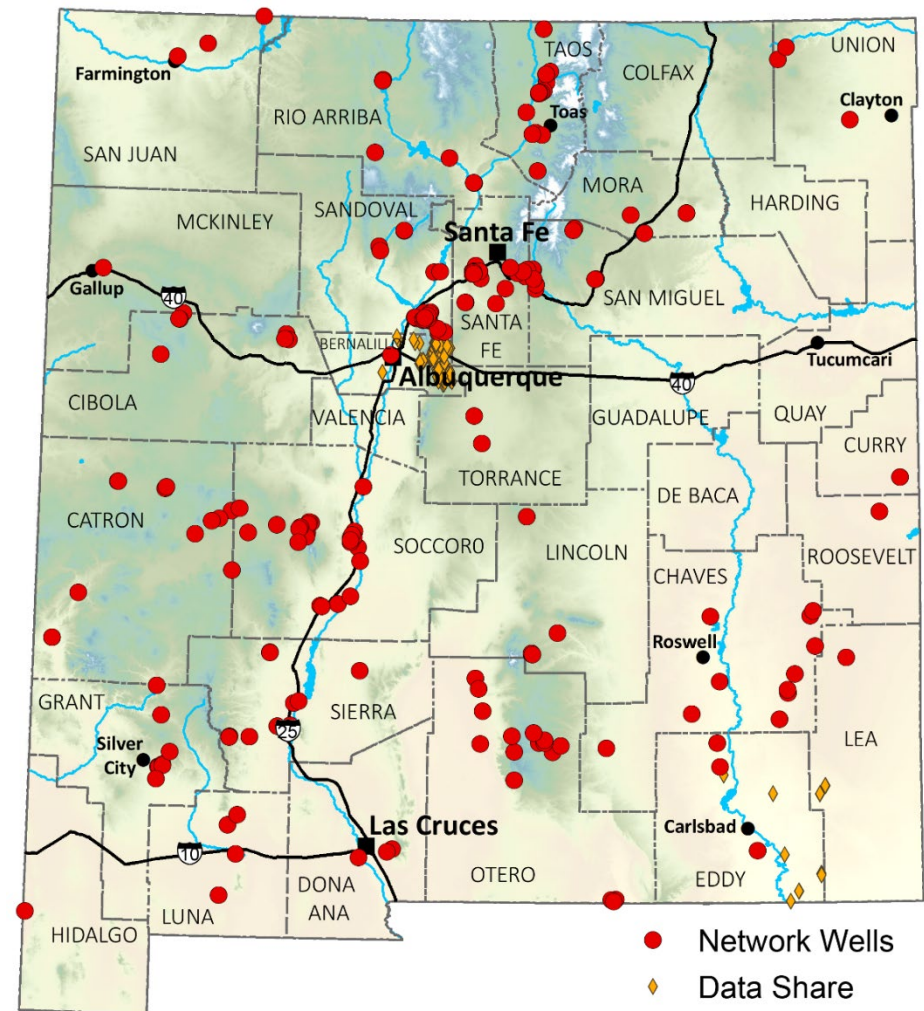 TAOS
UNION
COLFAX
Farmington
Clayton
RIO ARRIBA
Toas
SAN JUAN
MORA
HARDING
MCKINLEY
SANDOVAL
Santa Fe
Gallup
40
SAN MIGUEL
SANTA
FE
BERNALILLO
Tucumcari
Albuquerque
40
CIBOLA
VALENCIA
GUADALUPE
QUAY
CURRY
TORRANCE
DE BACA
CATRON
SOCCOR0
LINCOLN
ROOSEVELT
CHAVES
Roswell
GRANT
SIERRA
25
LEA
Silver
City
Las Cruces
Carlsbad
10
OTERO
EDDY
DONA
ANA
LUNA
HIDALGO
Network Wells
Data Share